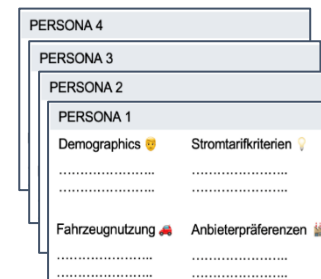 PERSONA 4
PERSONA 3
PERSONA 2
PERSONA 1
Demographics 👨 Stromtarifkriterien 💡
........................ ........................
........................ ........................
Fahrzeugnutzung 🚗 Anbieterpräferenzen
........................ ........................
........................ ........................